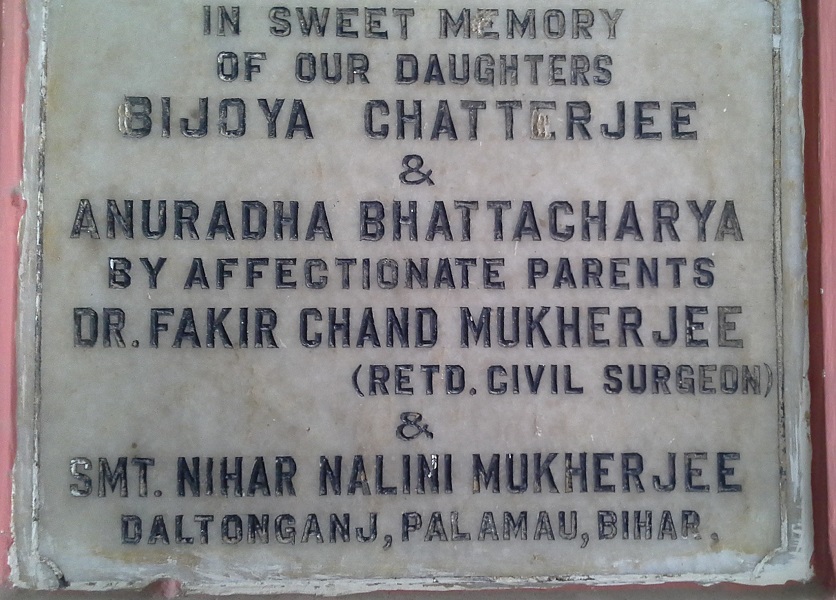 IN SWEET MEMORY
OF OUR DAUGHTERS
BIJOYA CHATTERJEE
&
ANURADHA BHATTACHARYA
BY AFFECTIONATE PARENTS
DR. FAKIR CHAND MUKHERJEE
(RETD. CIVIL SURGEON)
&
SMT. NIHAR NALINI MUKHERJEE
DALTONGANJ, PALAMAU, BIHAR.